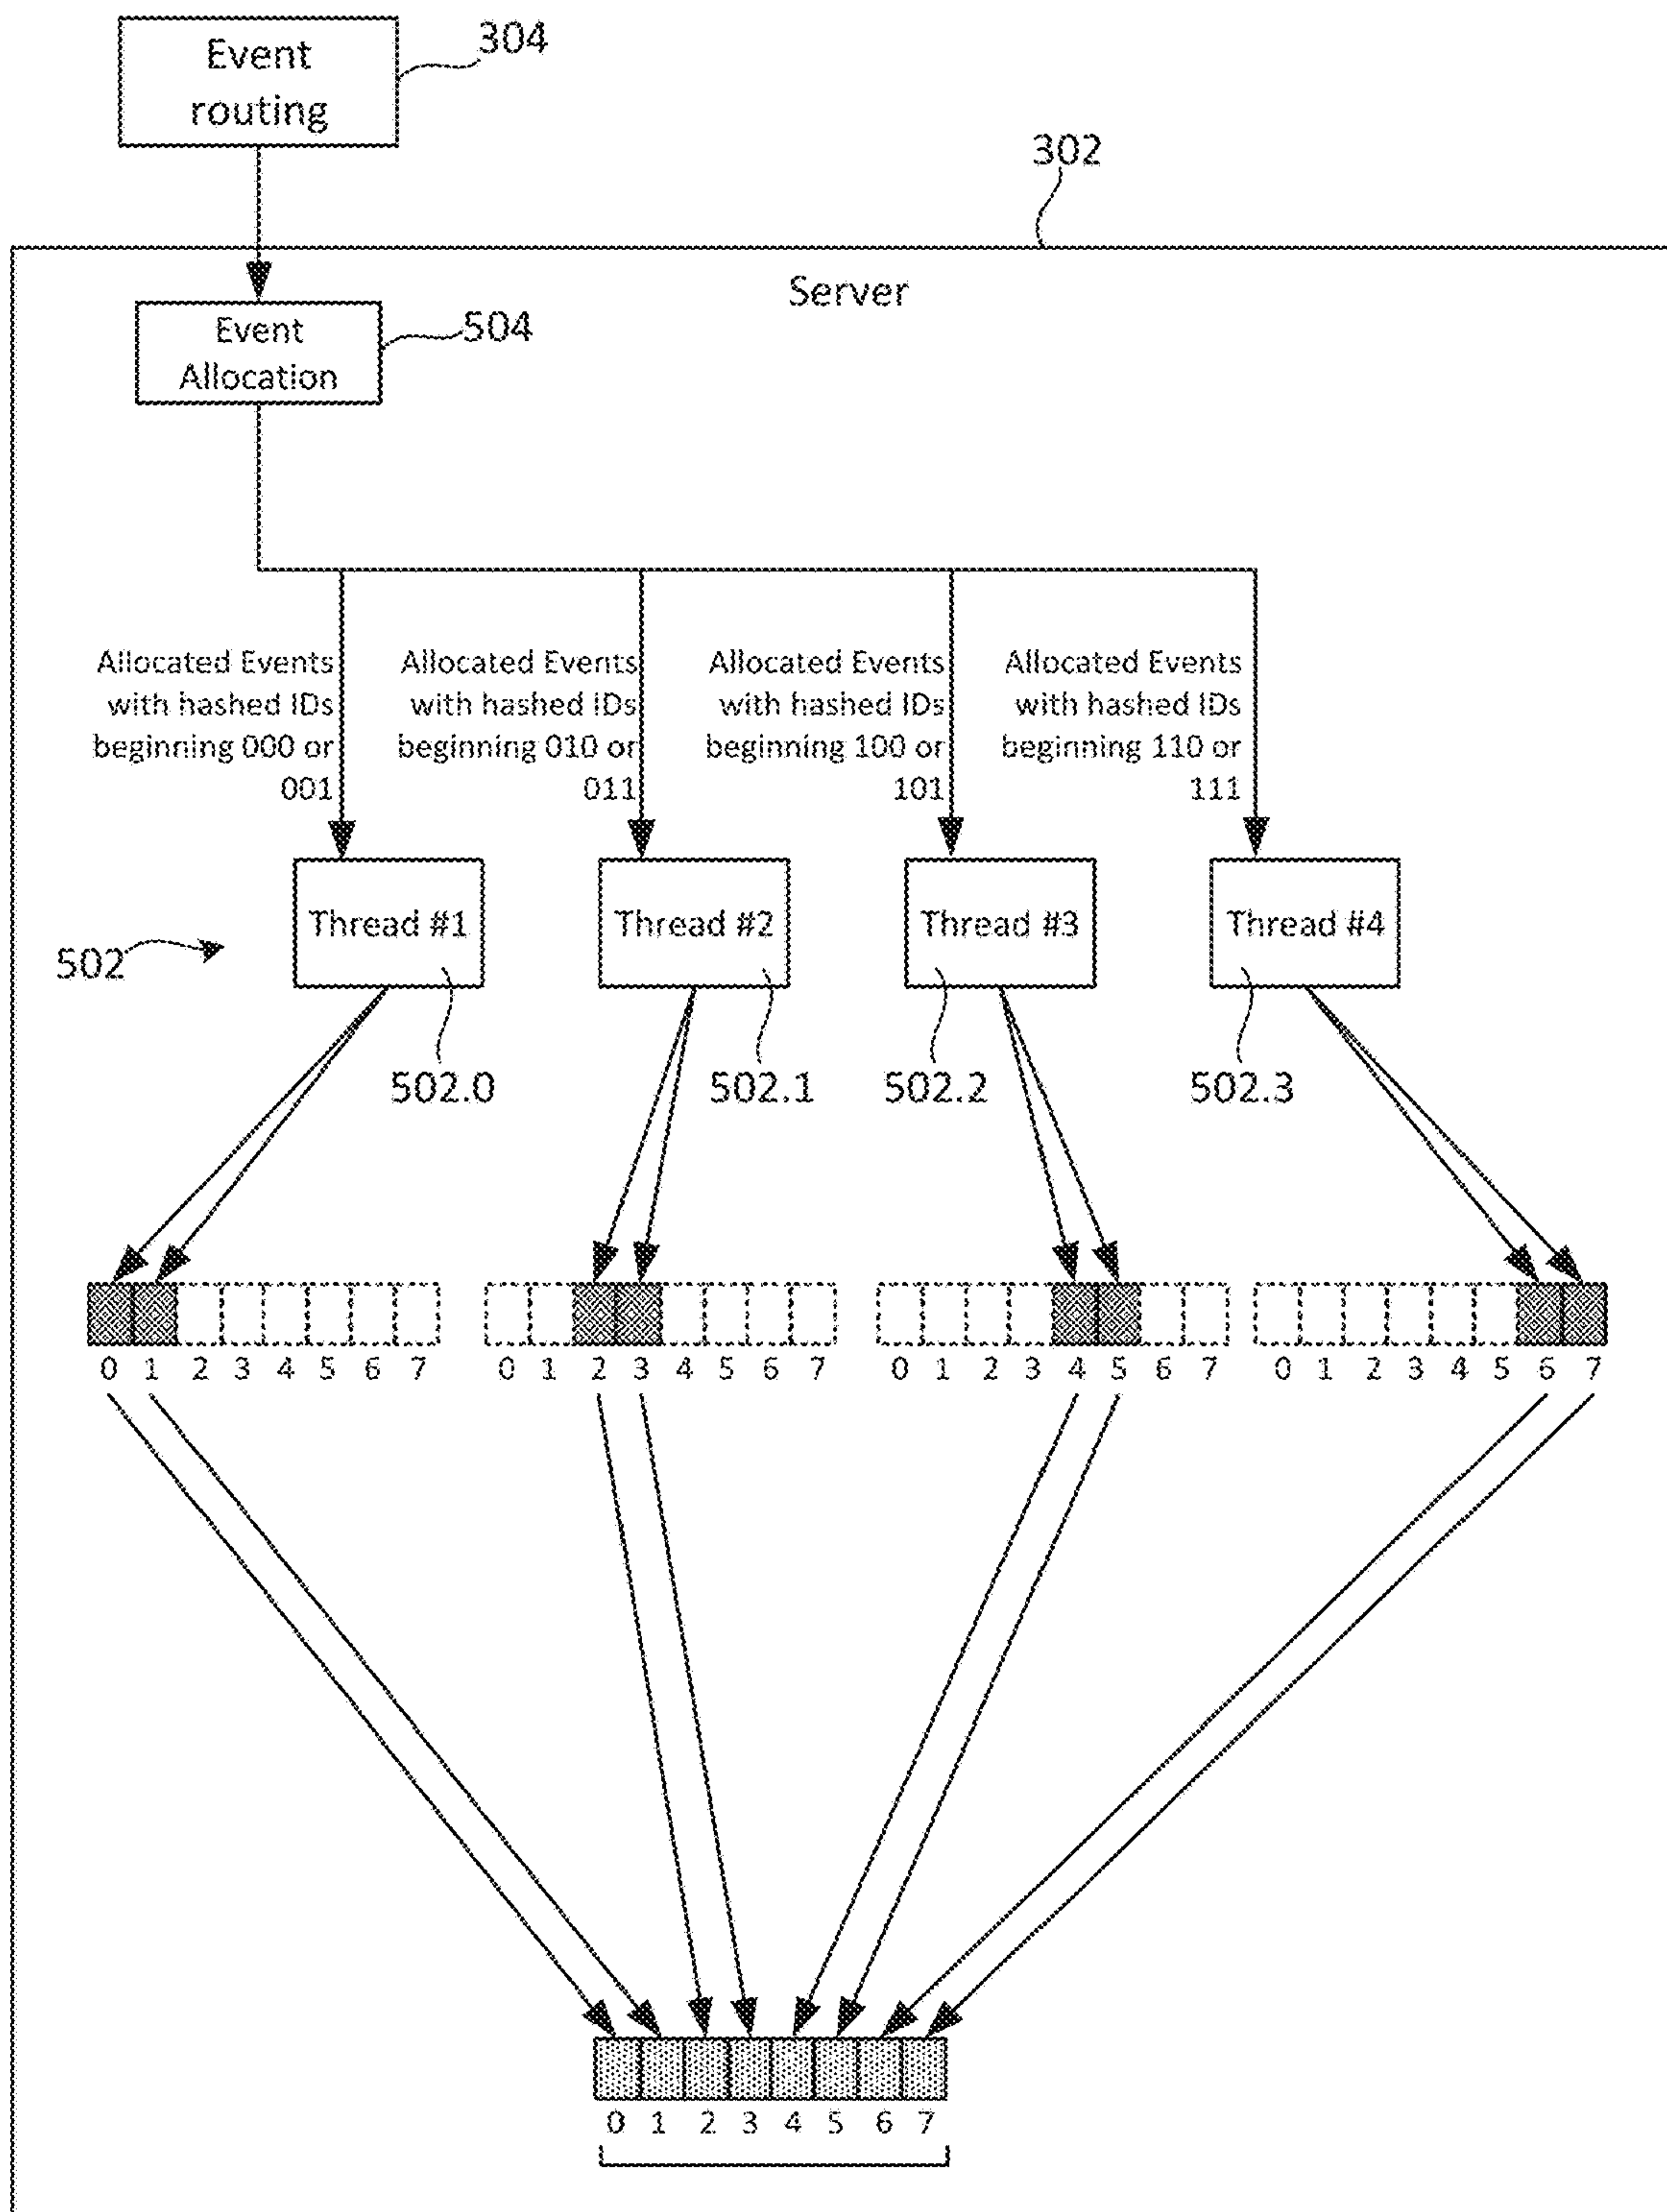 Event
routing
304
302
Server
Event
Allocation
504
Allocated Events
with hashed IDs
beginning 000 or
001
Allocated Events
with hashed IDs
beginning 010 or
011
Allocated Events
with hashed IDs
beginning 100 or
101
Allocated Events
with hashed IDs
beginning 110 or
111
Thread #1
Thread #2
Thread #3
Thread #4
502
502.0
502.1
502.2
502.3
0 1 2 3 4 5 6 7
0 1 2 3 4 5 6 7
0 1 2 3 4 5 6 7
0 1 2 3 4 5 6 7
0 1 2 3 4 5 6 7